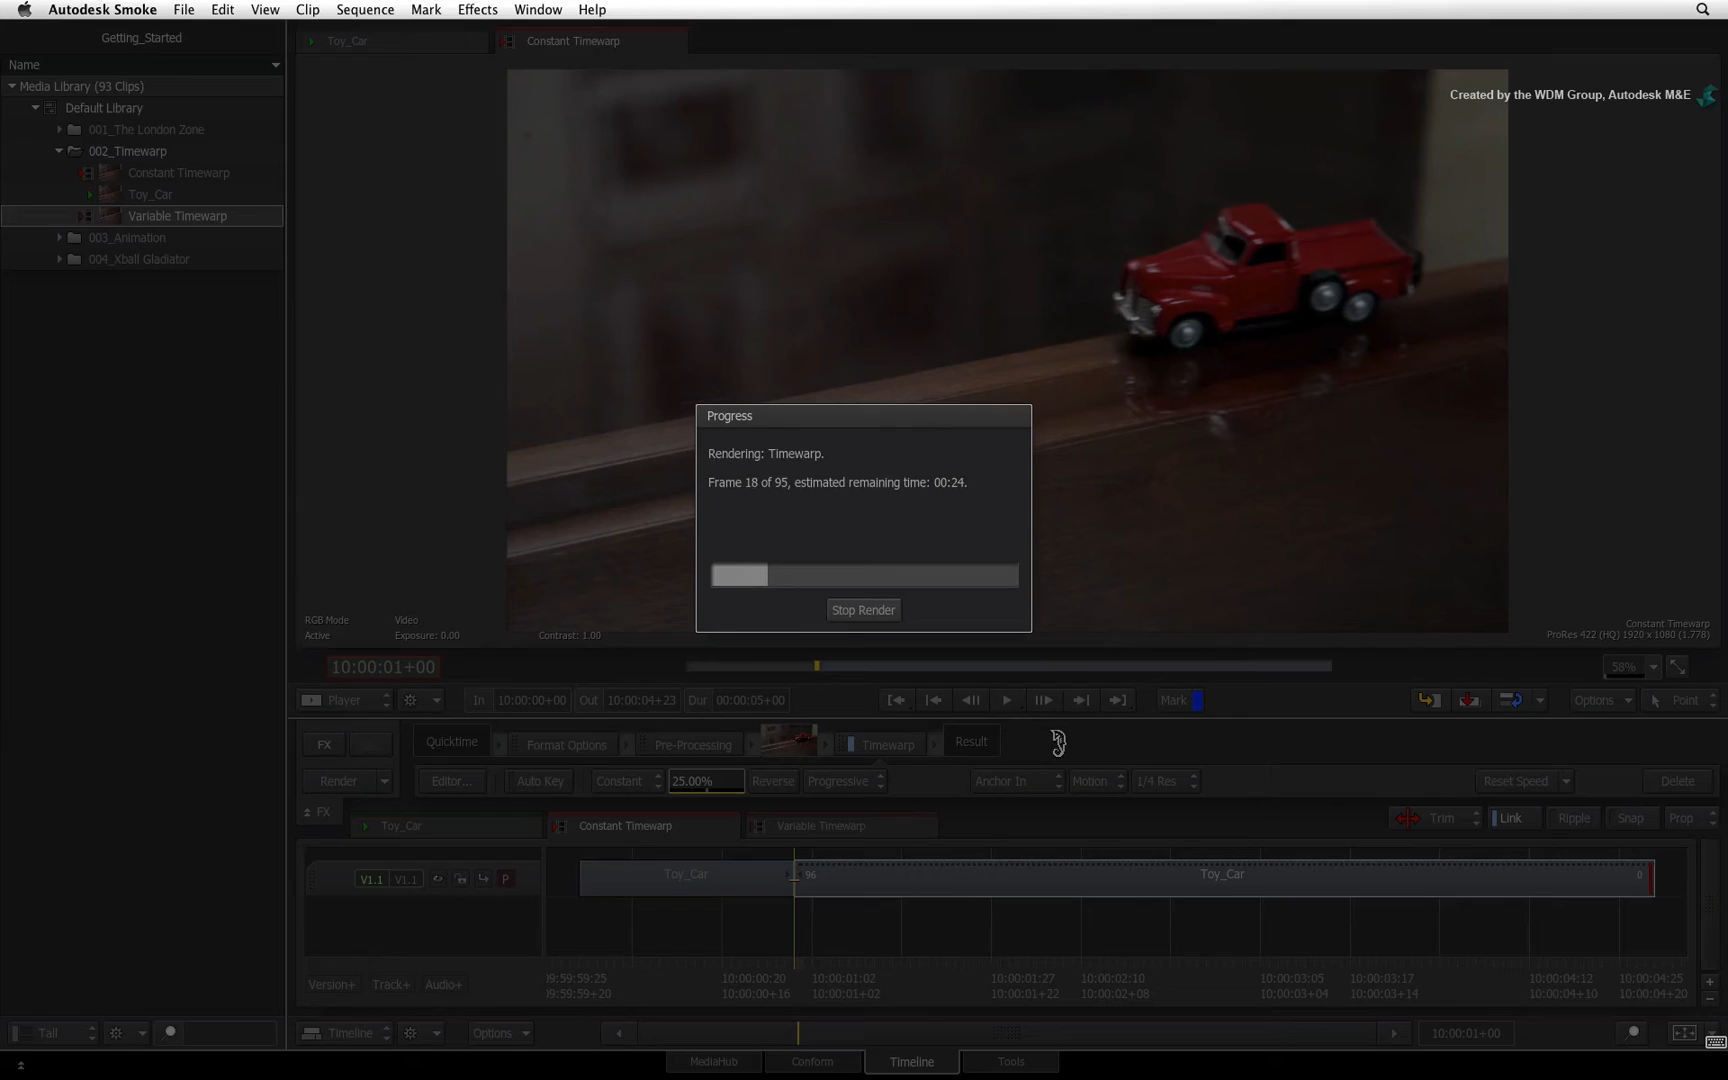 Autodesk Smoke File Edit View Clip Sequence Mark Effects Window Help
Getting_Started
Toy_Car
Constant Timewarp
Name
Media Library (93 Clips)
Default Library
001_The London Zone
002_Timewarp
Constant Timewarp
Toy_Car
Variable Timewarp
003_Animation
004_Xball Gladiator
Created by the WDM Group, Autodesk M&E
Progress
Rendering: Timewarp.
Frame 18 of 95, estimated remaining time: 00:24.
Stop Render
RGB Mode Video
Active Exposure: 0.00 Contrast: 1.00
Constant Timewarp
ProRes 422 (HQ) 1920 x 1080 (1.778)
10:00:01+00
58%
Player In 10:00:00+00 Out 10:00:04+23 Dur 00:00:05+00 Mark Options Point
FX Quicktime Format Options Pre-Processing Timewarp Result
Render Editor... Auto Key Constant 25.00% Reverse Progressive Anchor In Motion 1/4 Res Reset Speed Delete
FX Toy_Car Constant Timewarp Variable Timewarp Trim Link Ripple Snap Prop
V1.1 V1.1 P Toy_Car 96 Toy_Car 0
Version+ Track+ Audio+
09:59:59:25 10:00:00:20 10:00:01:02 10:00:01:27 10:00:02:10 10:00:03:05 10:00:03;17 10:00:04:12 10:00:04:25
09:59:59+20 10:00:00+16 10:00:01+02 10:00:01+22 10:00:02+08 10:00:03+04 10:00:03+14 10:00:04+10 10:00:04+20
Tall Timeline Options 10:00:01+00
MediaHub Conform Timeline Tools